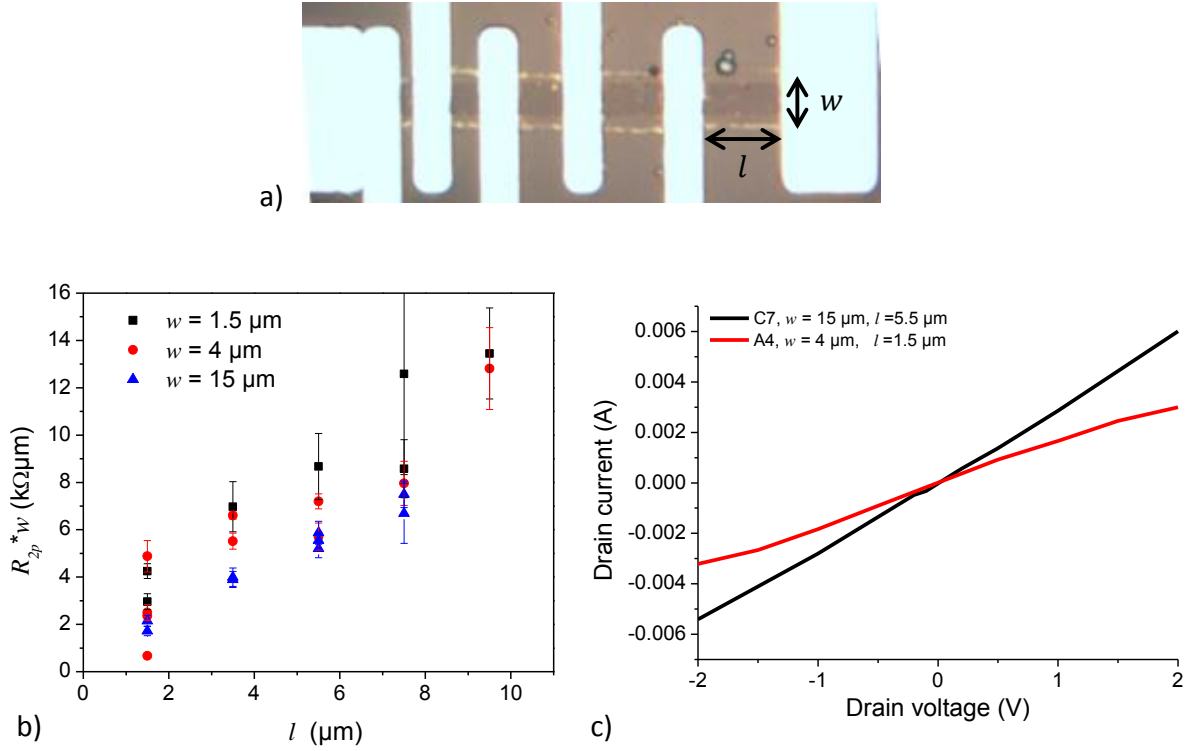 w
l
a)
16
14
12
10
8
6
4
2
0
R2p*w (kΩµm)
w = 1.5 µm
w = 4 µm
w = 15 µm
0 2 4 6 8 10
l (µm)
b)
0.006
0.004
0.002
0.000
-0.002
-0.004
-0.006
Drain current (A)
C7, w = 15 µm, l =5.5 µm
A4, w = 4 µm, l =1.5 µm
-2 -1 0 1 2
Drain voltage (V)
c)